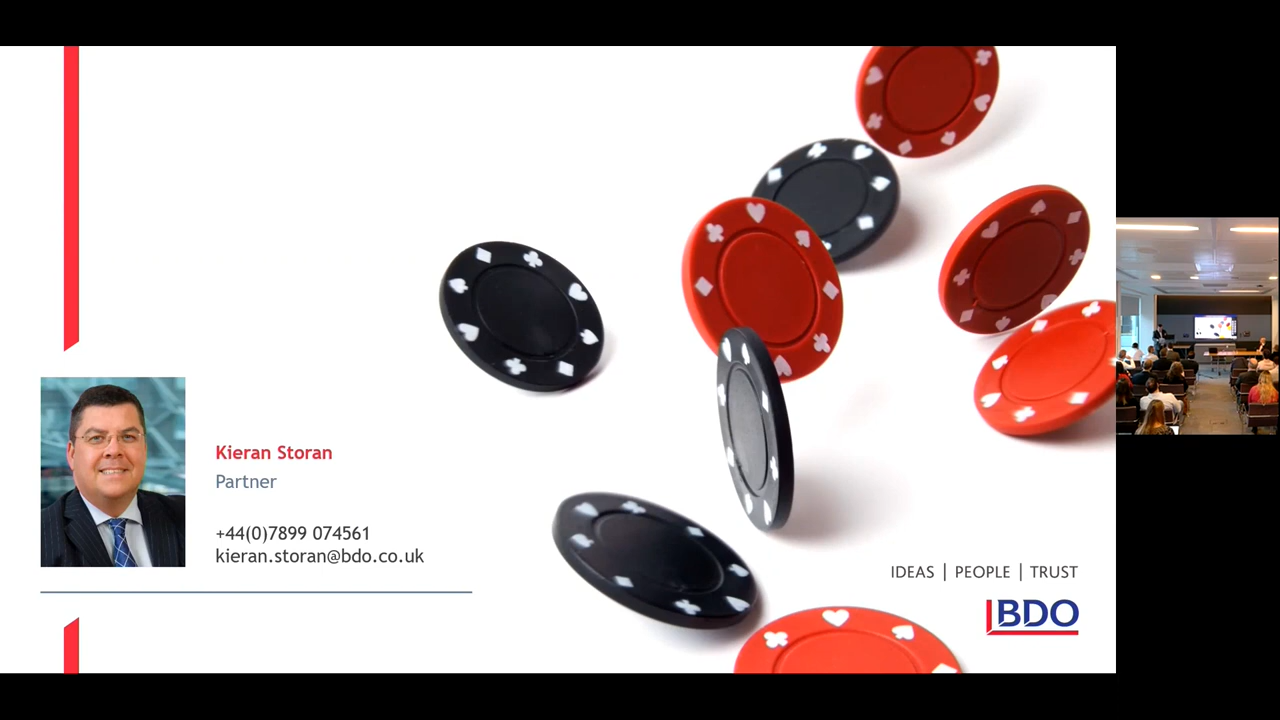 Kieran Storan
Partner
+44(0)7899 074561
kieran.storan@bdo.co.uk
IDEAS | PEOPLE | TRUST
BDO